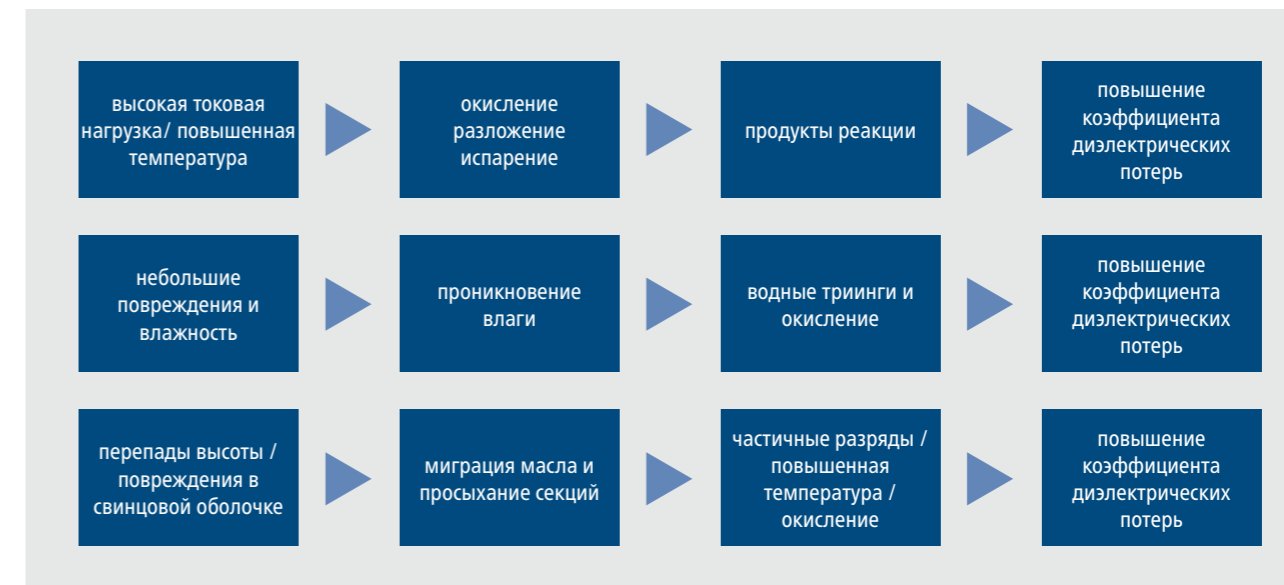 высокая токовая
нагрузка/ повышенная
температура
окисление
разложение
испарение
продукты реакции
повышение
коэффициента
диэлектрических
потерь
небольшие
повреждения и
влажность
проникновение
влаги
водные триинги и
окисление
повышение
коэффициента
диэлектрических
потерь
перепады высоты /
повреждения в
свинцовой оболочке
миграция масла и
просыхание секций
частичные разряды /
повышенная
температура /
окисление
повышение
коэффициента
диэлектрических
потерь